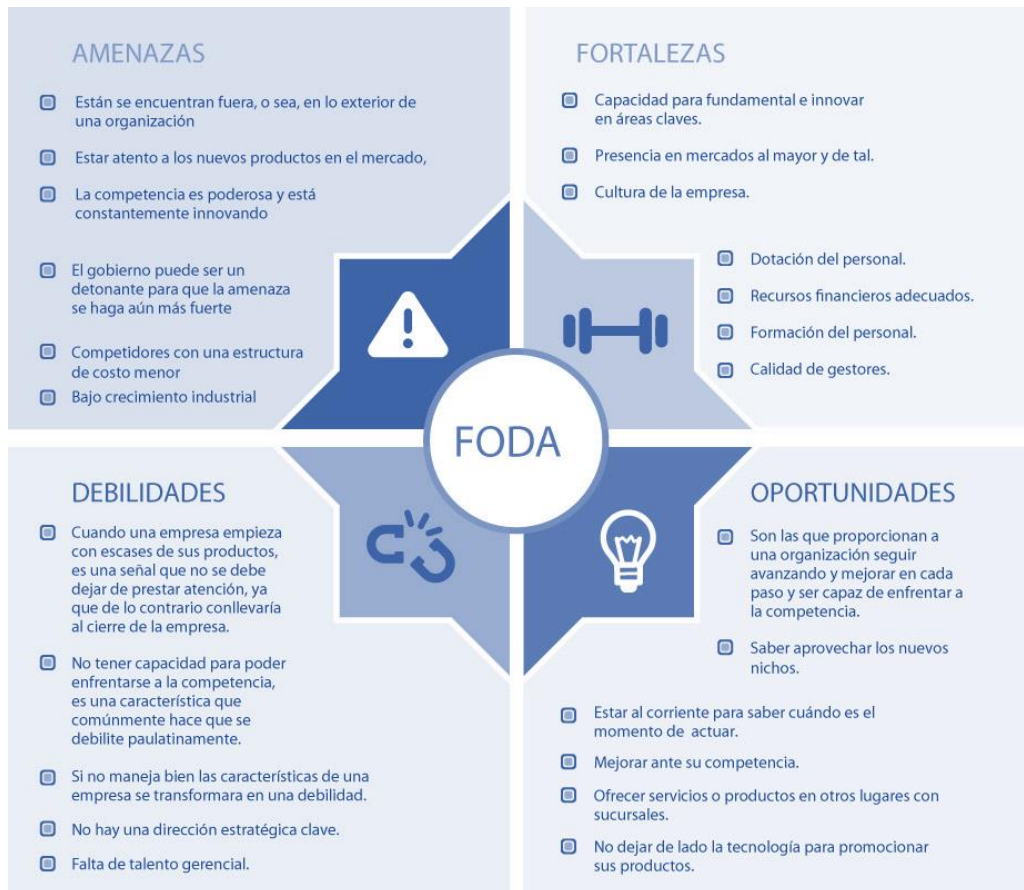 AMENAZAS
Están se encuentran fuera, o sea, en lo exterior de
una organización
Estar atento a los nuevos productos en el mercado,
La competencia es poderosa y está
constantemente innovando
El gobierno puede ser un
detonante para que la amenaza
se haga aún más fuerte
Competidores con una estructura
de costo menor
Bajo crecimiento industrial
FORTALEZAS
Capacidad para fundamental e innovar
en áreas claves.
Presencia en mercados al mayor y de tal.
Cultura de la empresa.
Dotación del personal.
Recursos financieros adecuados.
Formación del personal.
Calidad de gestores.
FODA
DEBILIDADES
Cuando una empresa empieza
con escases de sus productos,
es una señal que no se debe
dejar de prestar atención, ya
que de lo contrario conllevaría
al cierre de la empresa.
No tener capacidad para poder
enfrentarse a la competencia,
es una característica que
comúnmente hace que se
debilite paulatinamente.
Si no maneja bien las características de una
empresa se transformara en una debilidad.
No hay una dirección estratégica clave.
Falta de talento gerencial.
OPORTUNIDADES
Son las que proporcionan a
una organización seguir
avanzando y mejorar en cada
paso y ser capaz de enfrentar a
la competencia.
Saber aprovechar los nuevos
nichos.
Estar al corriente para saber cuándo es el
momento de actuar.
Mejorar ante su competencia.
Ofrecer servicios o productos en otros lugares con
sucursales.
No dejar de lado la tecnología para promocionar
sus productos.